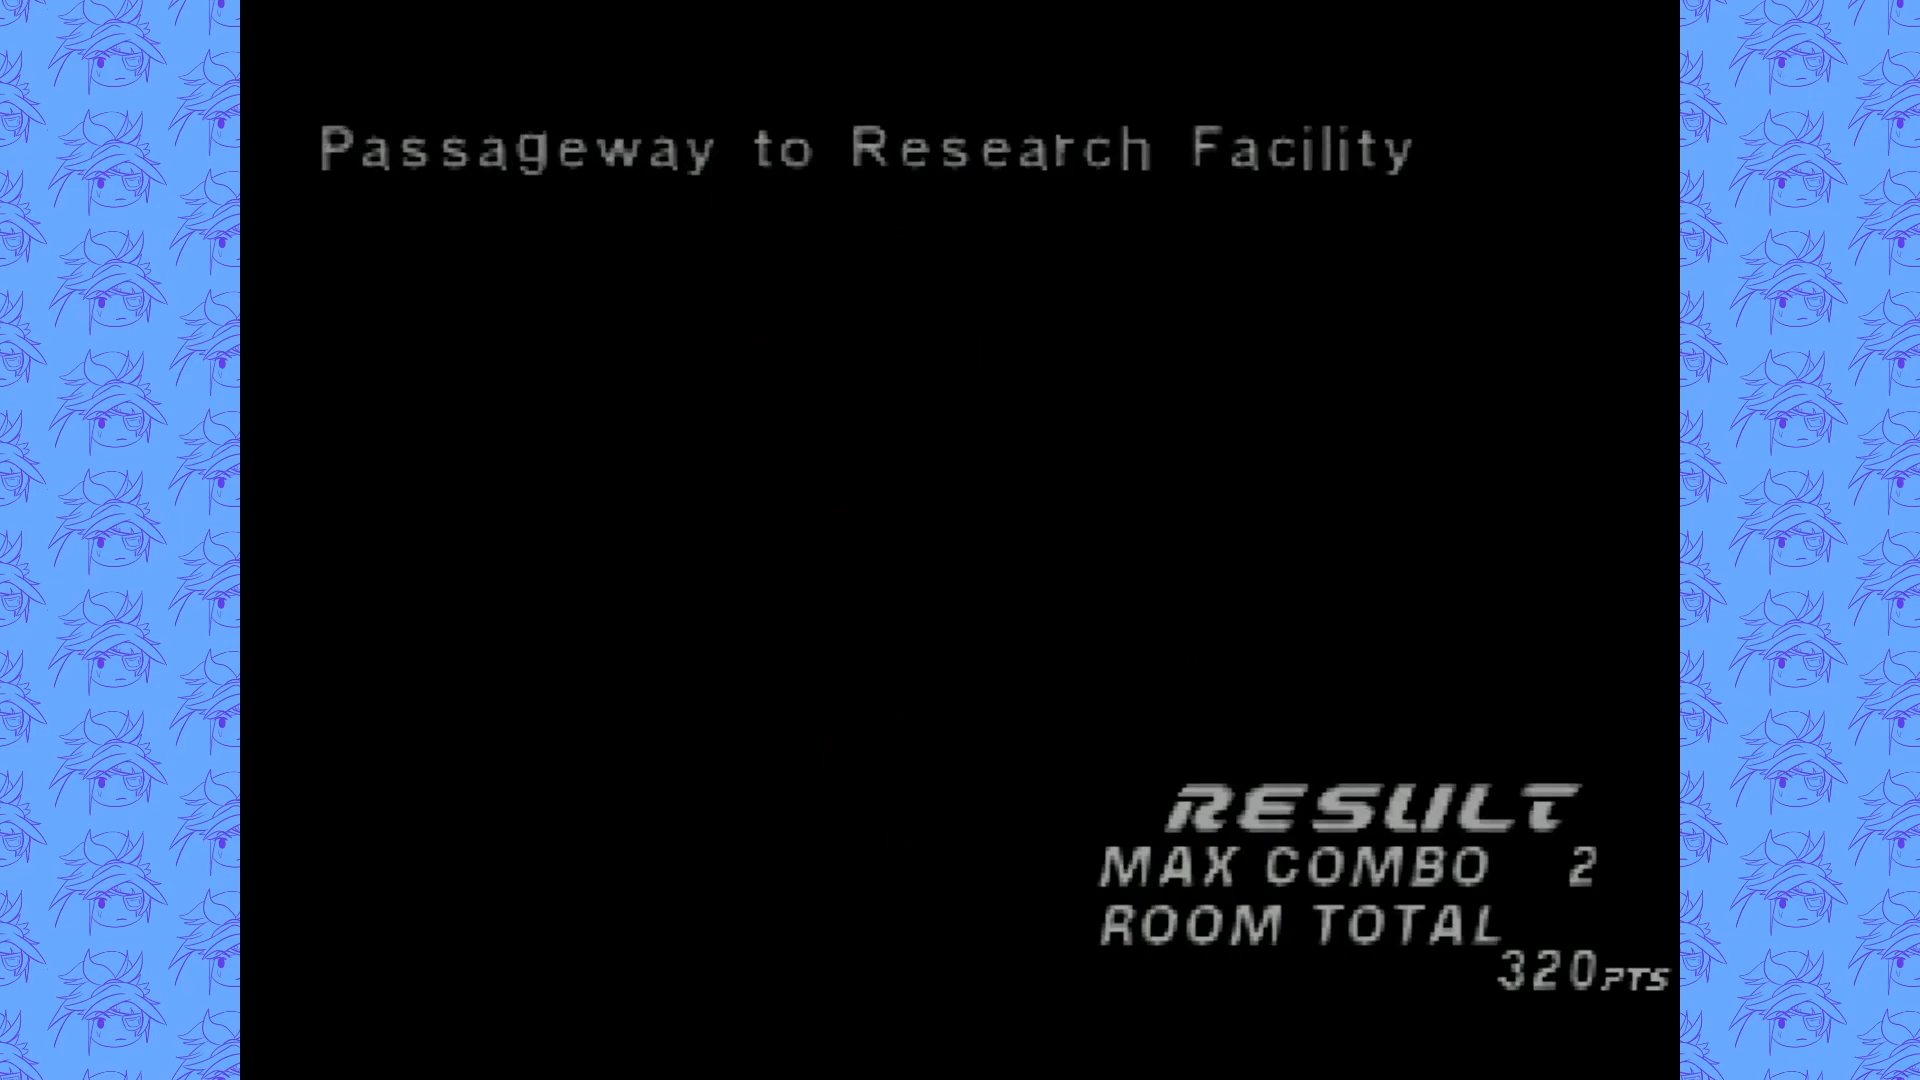 Passageway to Research Facility
RESULT
MAX COMBO 2
ROOM TOTAL
320PTS